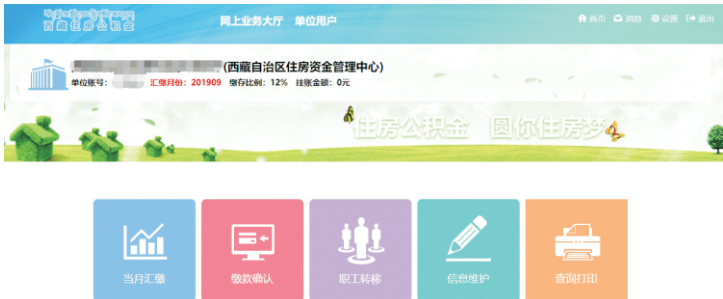 西藏住房公积金
网上业务大厅 单位用户
首页 消息 设置 退出
(西藏自治区住房资金管理中心)
单位账号： 汇缴月份：201909 缴存比例：12% 挂账金额：0元
住房公积金 圆你住房梦
当月汇缴 缴款确认 职工转移 信息维护 查询打印